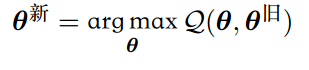 θ^新 = arg max_θ Q(θ, θ^旧)